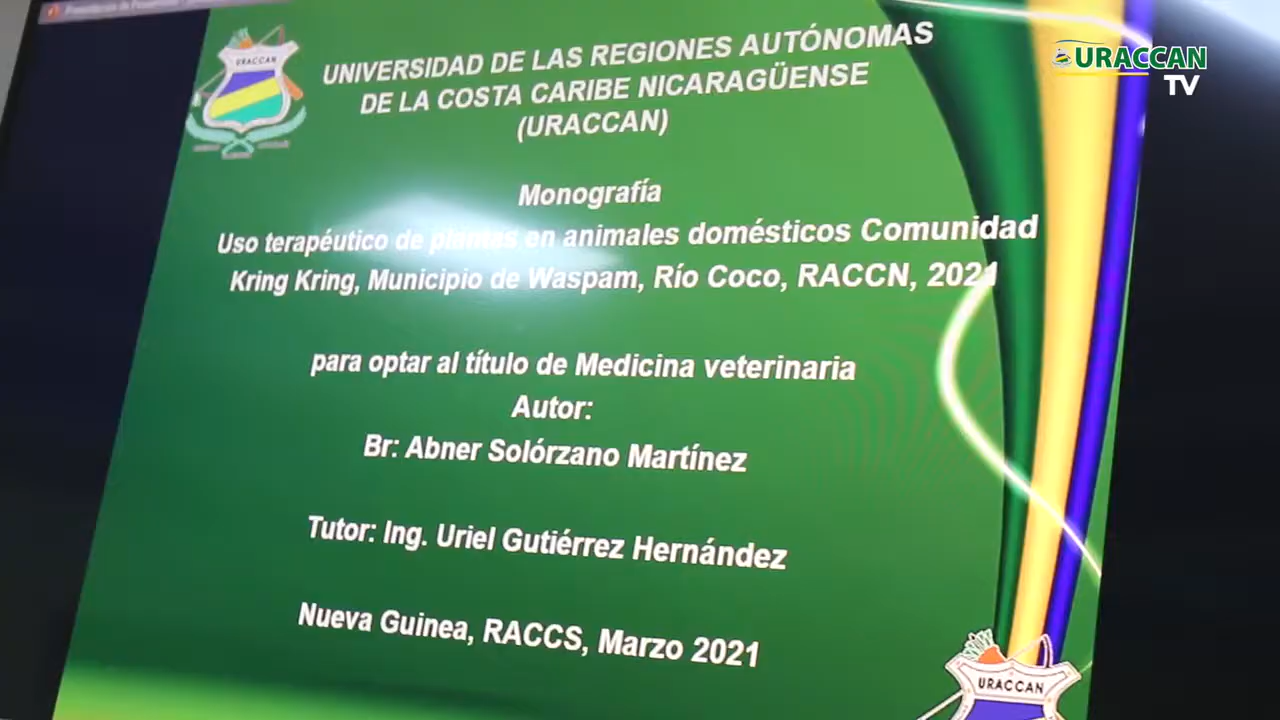 URACCAN
TV
URACCAN
UNIVERSIDAD DE LAS REGIONES AUTÓNOMAS
DE LA COSTA CARIBE NICARAGÜENSE
(URACCAN)
Monografía
Uso terapéutico de plantas en animales domésticos Comunidad
Kring Kring, Municipio de Waspam, Río Coco, RACCN, 2021
para optar al título de Medicina veterinaria
Autor:
Br: Abner Solórzano Martínez
Tutor: Ing. Uriel Gutiérrez Hernández
Nueva Guinea, RACCS, Marzo 2021
URACCAN